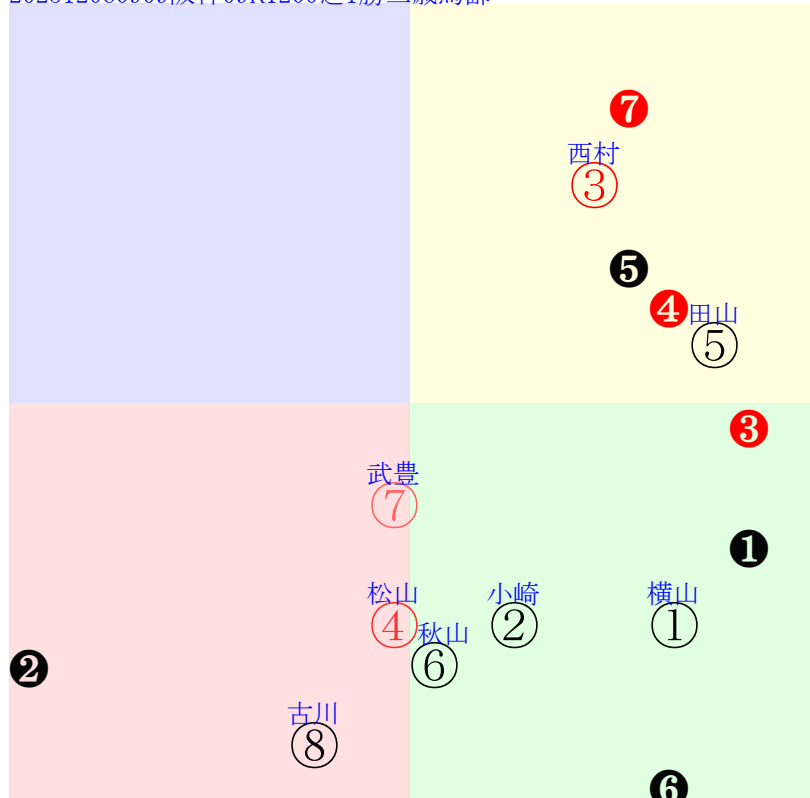 ❼
西村
③
❺
❹
田山
⑤
❸
武豊
⑦
❶
松山
④
小崎
②
横山
①
秋山
⑥
❷
古川
⑧
❻